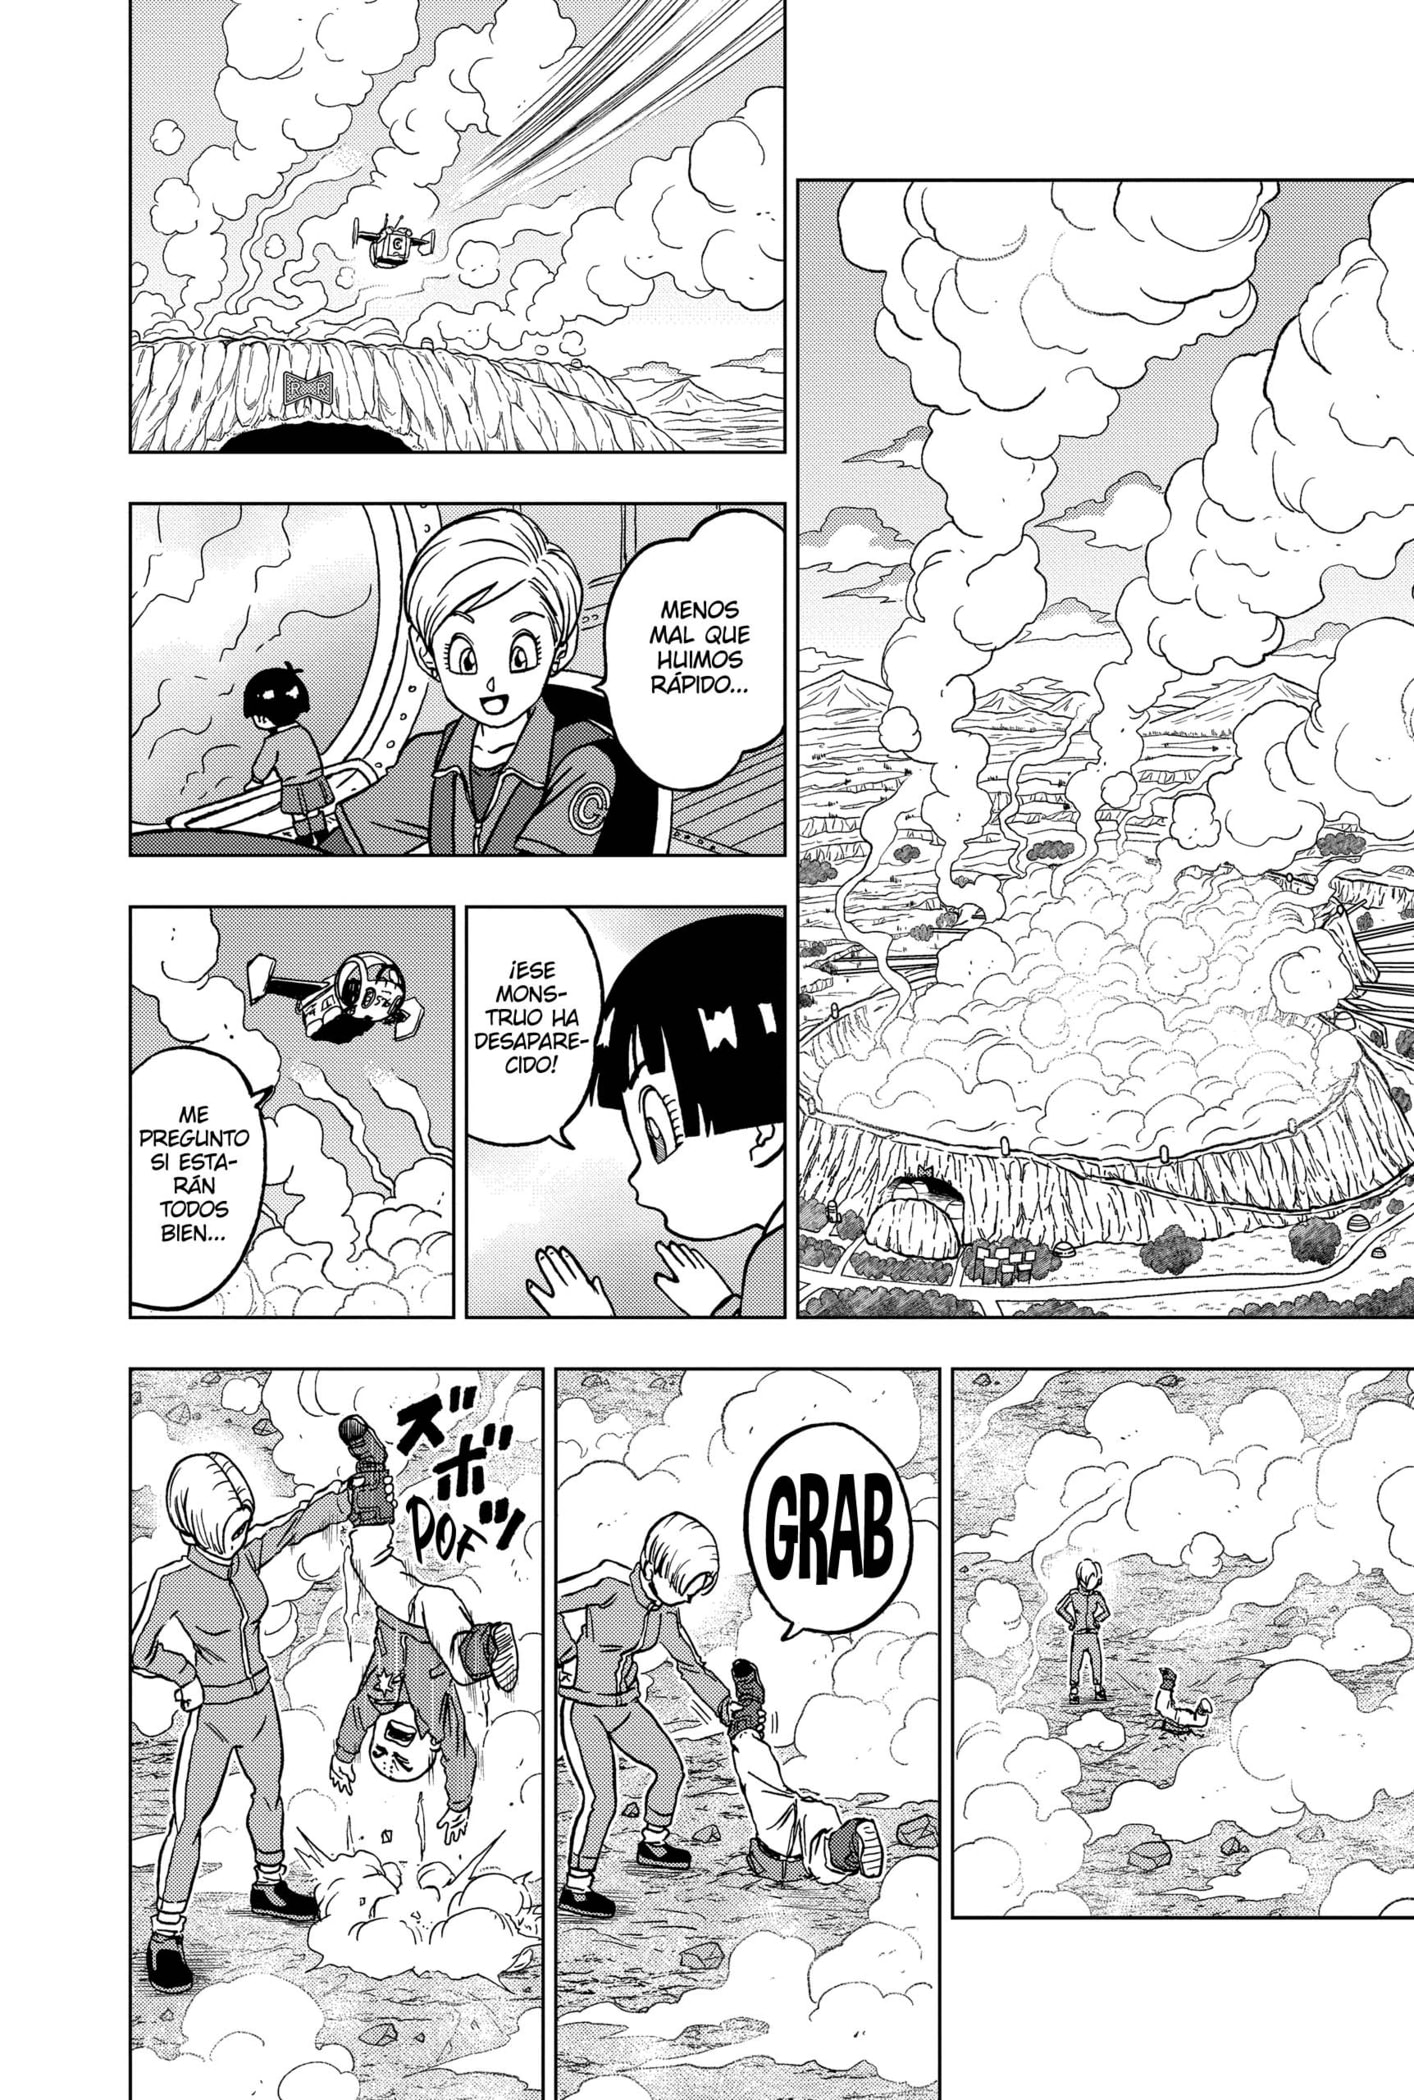 R R
C
MENOS
MAL QUE
HUIMOS
RÁPIDO...
C
¡ESE
MONS-
TRUO HA
DESAPARE-
CIDO!
ME
PREGUNTO
SI ESTA-
RÁN
TODOS
BIEN...
GRAB
ズボッ
POF